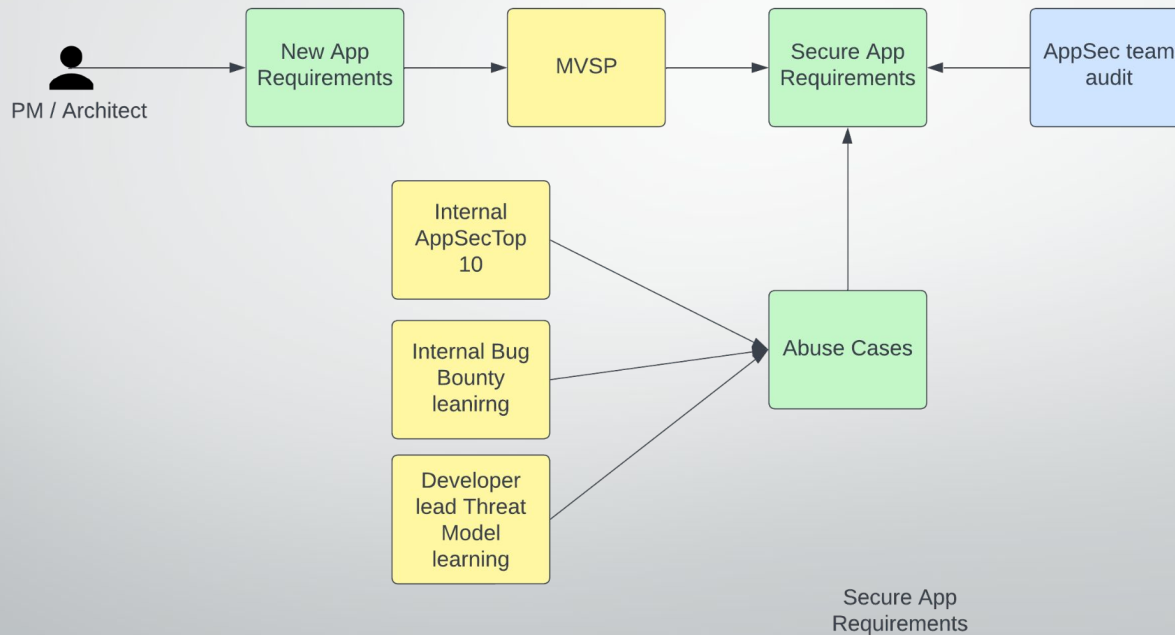 PM / Architect
New App
Requirements
MVSP
Secure App
Requirements
AppSec team
audit
Internal
AppSecTop
10
Internal Bug
Bounty
leanirng
Developer
lead Threat
Model
learning
Abuse Cases
Secure App
Requirements